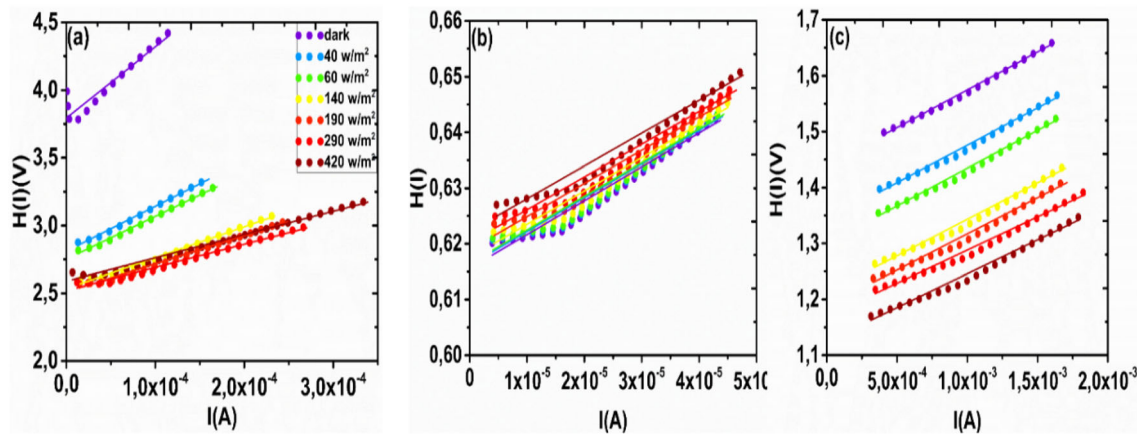 (a)
4,5
4,0
3,5
3,0
2,5
2,0
H(I)(V)
dark
40 w/m²
60 w/m²
140 w/m²
190 w/m²
290 w/m²
420 w/m²
0,0
1,0x10⁻⁴
2,0x10⁻⁴
3,0x10⁻⁴
I(A)
(b)
0,66
0,65
0,64
0,63
0,62
0,61
0,60
H(I)
0
1x10⁻⁵
2x10⁻⁵
3x10⁻⁵
4x10⁻⁵
5x10
I(A)
(c)
1,7
1,6
1,5
1,4
1,3
1,2
1,1
H(I)(V)
0,0
5,0x10⁻⁴
1,0x10⁻³
1,5x10⁻³
2,0x10⁻³
I(A)